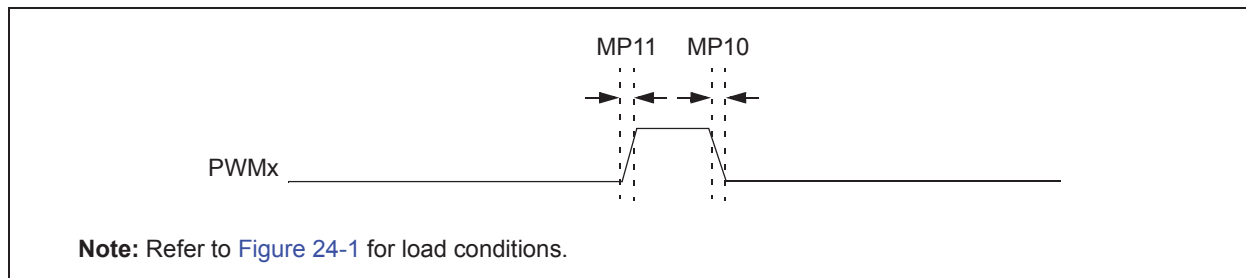 MP11 MP10
PWMx
Note: Refer to Figure 24-1 for load conditions.